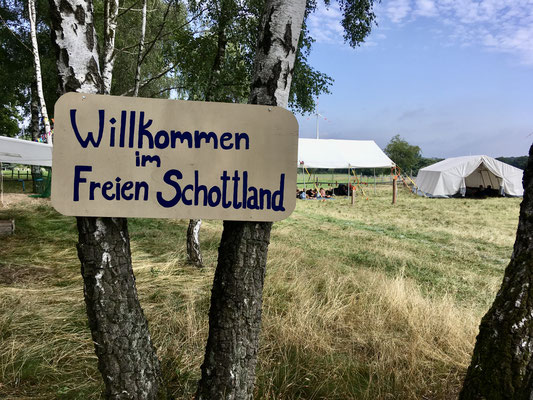 Willkommen
im
Freien Schottland